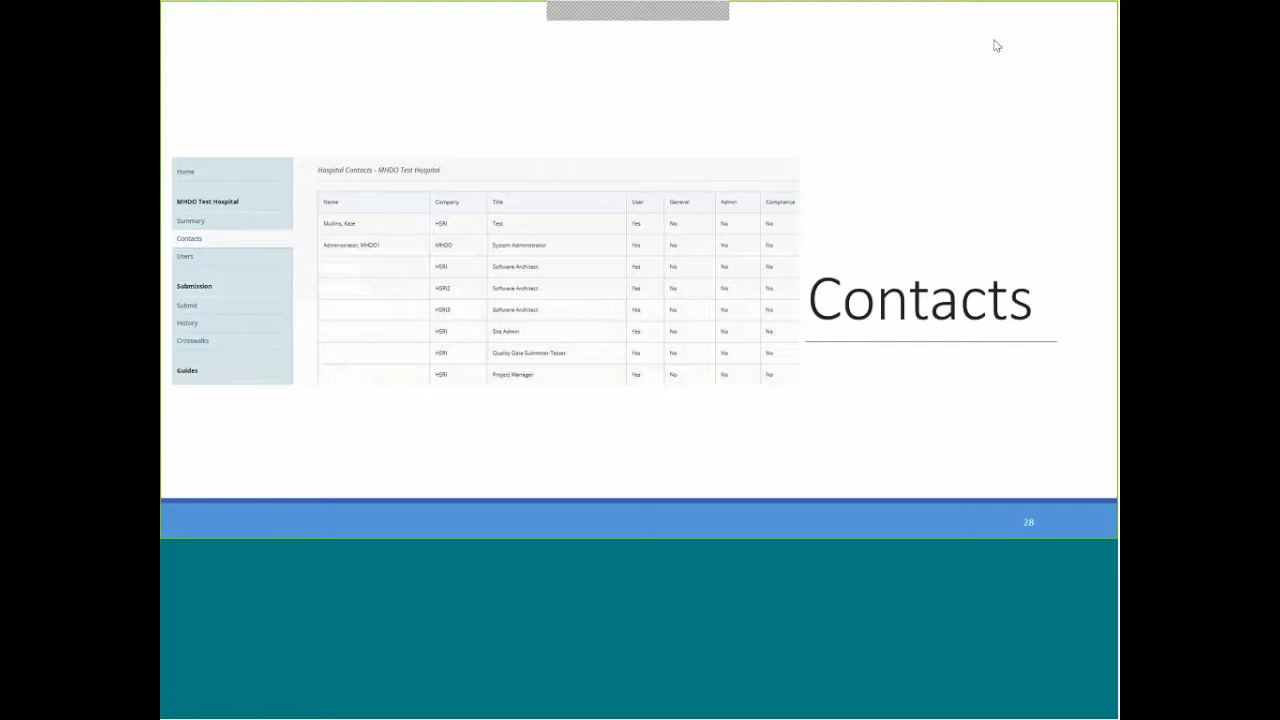 Home
MHDO Test Hospital
Summary
Contacts
Users
Submission
Submit
History
Crosswalks
Guides
Hospital Contacts - MHDO Test Hospital
Name Company Title User General Admin Compliance
Mullins, Kate HSRI Test Yes No No No
Administrator, MHDO1 MHDO System Administrator Yes No No No
HSRI Software Architect Yes No No No
HSRI2 Software Architect Yes No No No
HSRI3 Software Architect Yes No No No
HSRI Site Admin Yes No No No
HSRI Quality Data Submitter Tester Yes No No No
HSRI Project Manager Yes No No No
Contacts
28